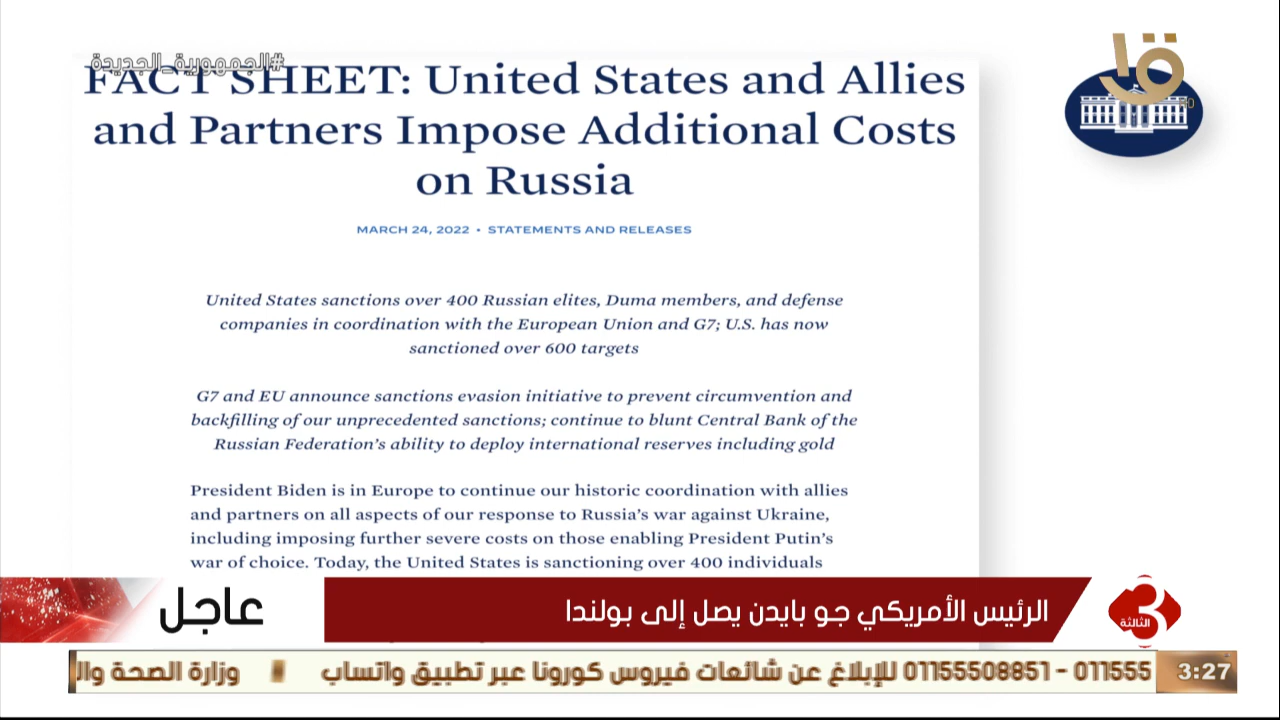 #الجمهورية_الجديدة
FACT SHEET: United States and Allies
and Partners Impose Additional Costs
on Russia
MARCH 24, 2022 • STATEMENTS AND RELEASES
United States sanctions over 400 Russian elites, Duma members, and defense
companies in coordination with the European Union and G7; U.S. has now
sanctioned over 600 targets
G7 and EU announce sanctions evasion initiative to prevent circumvention and
backfilling of our unprecedented sanctions; continue to blunt Central Bank of the
Russian Federation’s ability to deploy international reserves including gold
President Biden is in Europe to continue our historic coordination with allies
and partners on all aspects of our response to Russia’s war against Ukraine,
including imposing further severe costs on those enabling President Putin’s
war of choice. Today, the United States is sanctioning over 400 individuals
3 الثالثة
الرئيس الأمريكي جو بايدن يصل إلى بولندا
عاجل
3:27
011555 - 01155508851 للإبلاغ عن شائعات فيروس كورونا عبر تطبيق واتساب
وزارة الصحة وال